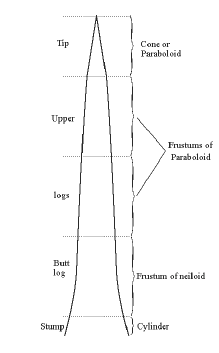 Tip
Cone or
Paraboloid
Upper
Frustums of
Paraboloid
logs
Butt
log
Frustum of neiloid
Stump
Cylinder